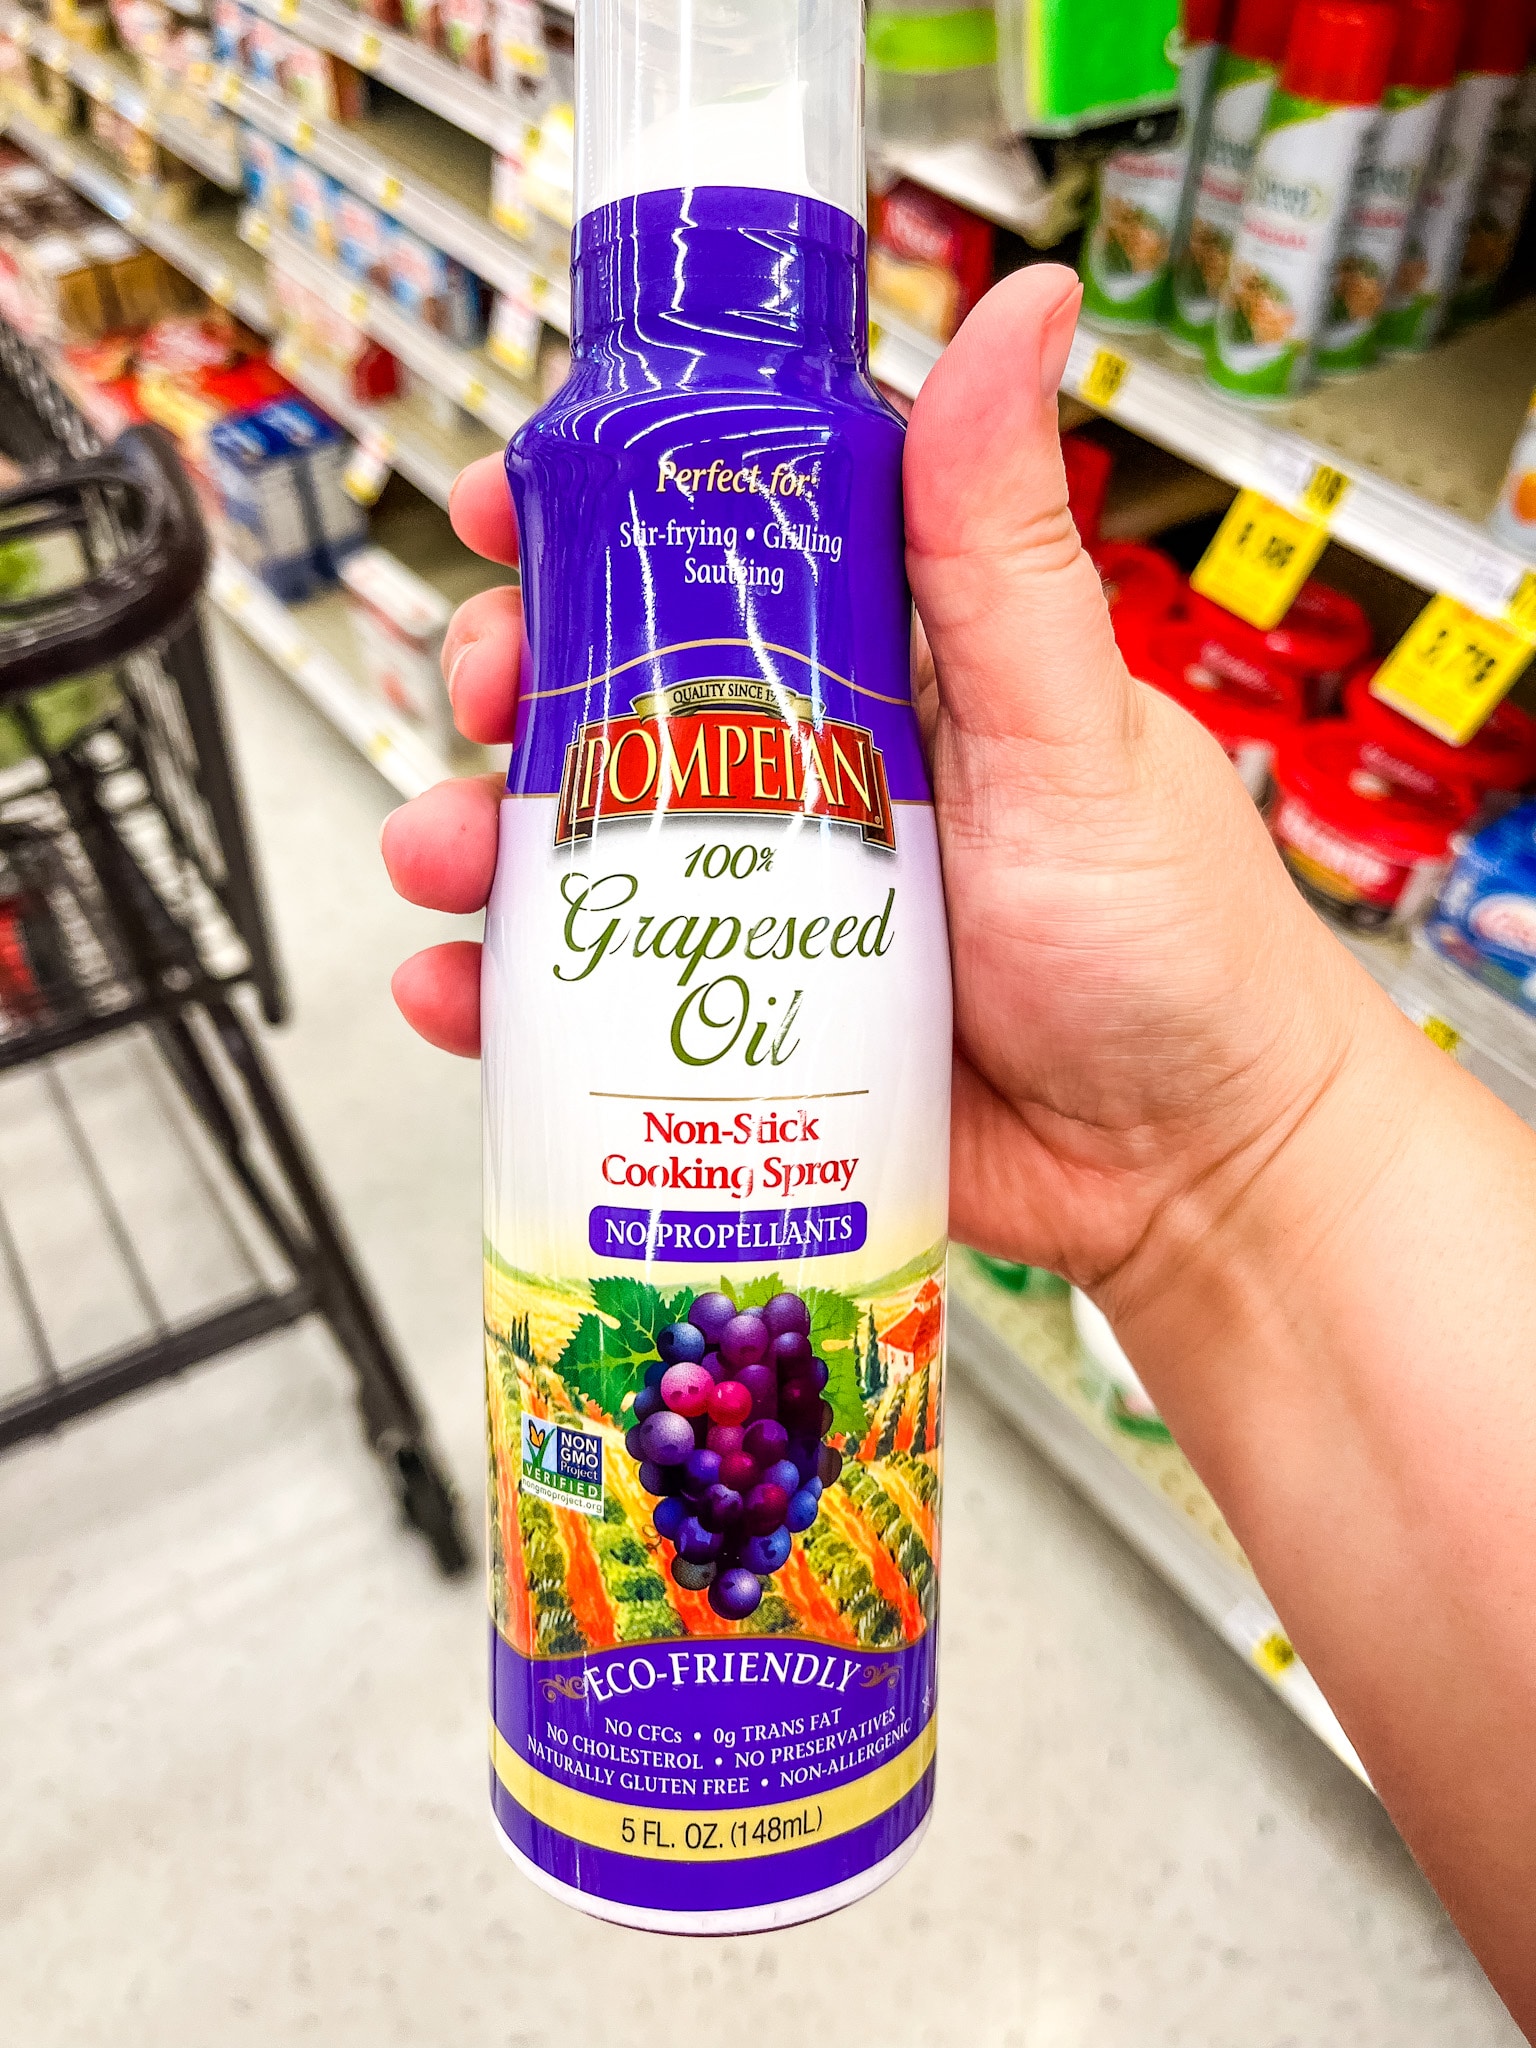 Perfect for:
Stir-frying • Grilling
Sautéing
QUALITY SINCE
POMPEIAN®
100%
Grapeseed
Oil
Non-Stick
Cooking Spray
NO PROPELLANTS
NON
GMO
Project
VERIFIED
nongmoproject.org
ECO-FRIENDLY
NO CFCs • 0g TRANS FAT
NO CHOLESTEROL • NO PRESERVATIVES
NATURALLY GLUTEN FREE • NON-ALLERGENIC
5 FL. OZ. (148mL)